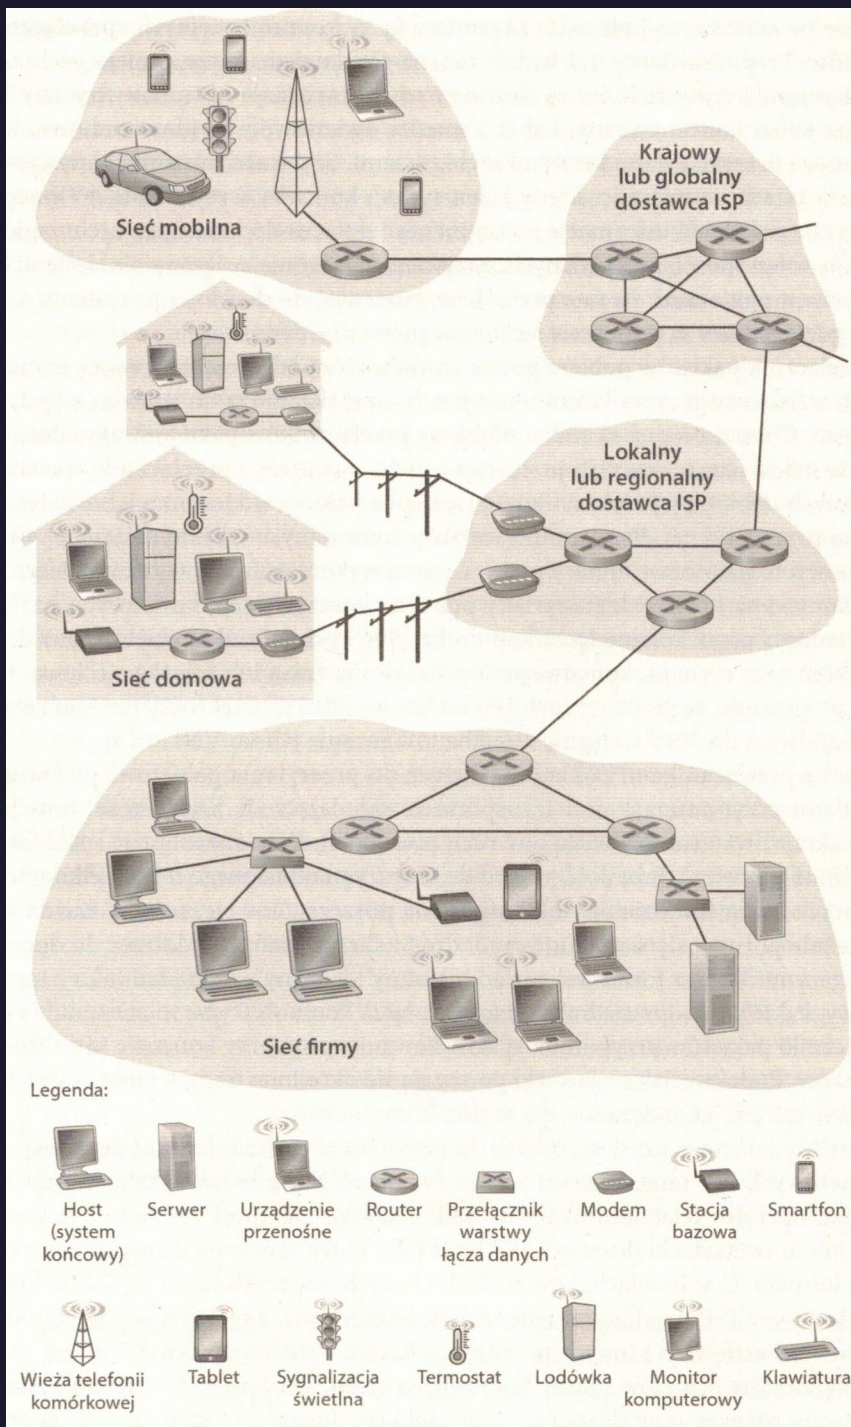 Sieć mobilna
Krajowy
lub globalny
dostawca ISP
Lokalny
lub regionalny
dostawca ISP
Sieć domowa
Sieć firmy
Legenda:
Host
(system
końcowy)
Serwer
Urządzenie
przenośne
Router
Przełącznik
warstwy
łącza danych
Modem
Stacja
bazowa
Smartfon
Wieża telefonii
komórkowej
Tablet
Sygnalizacja
świetlna
Termostat
Lodówka
Monitor
komputerowy
Klawiatura